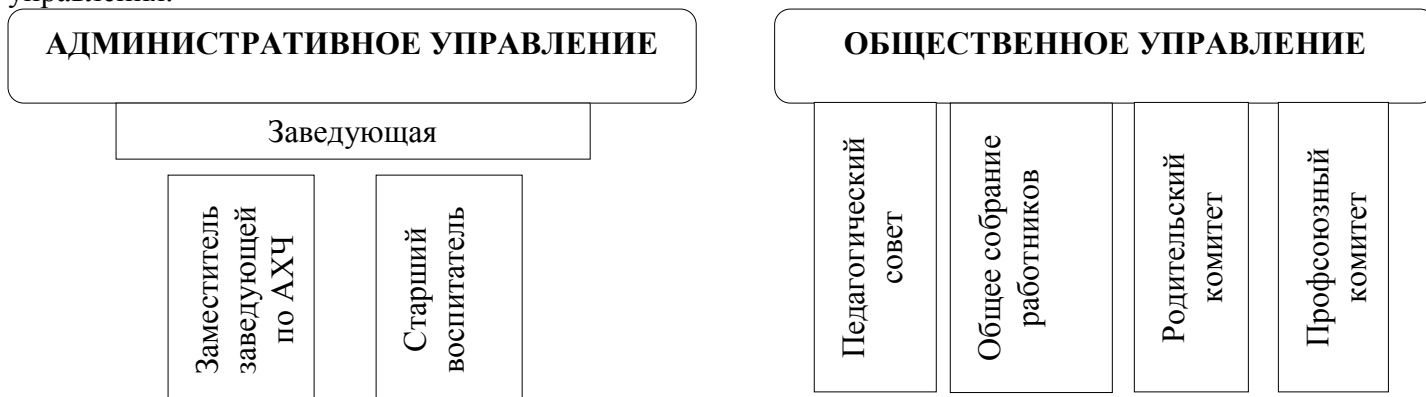 АДМИНИСТРАТИВНОЕ УПРАВЛЕНИЕ
Заведующая
Заместитель
заведующей
по АХЧ
Старший
воспитатель
ОБЩЕСТВЕННОЕ УПРАВЛЕНИЕ
Педагогический
совет
Общее собрание
работников
Родительский
комитет
Профсоюзный
комитет